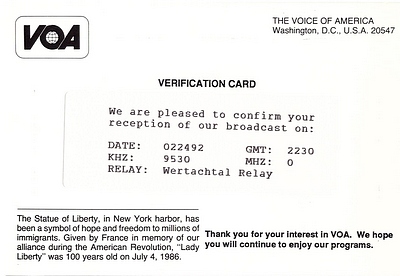 VOA
THE VOICE OF AMERICA
Washington, D.C., U.S.A. 20547
VERIFICATION CARD
We are pleased to confirm your
reception of our broadcast on:
DATE: 022492 GMT: 2230
KHZ: 9530 MHZ: 0
RELAY: Wertachtal Relay
The Statue of Liberty, in New York harbor, has
been a symbol of hope and freedom to millions of
immigrants. Given by France in memory of our
alliance during the American Revolution, "Lady
Liberty" was 100 years old on July 4, 1986.
Thank you for your interest in VOA. We hope
you will continue to enjoy our programs.